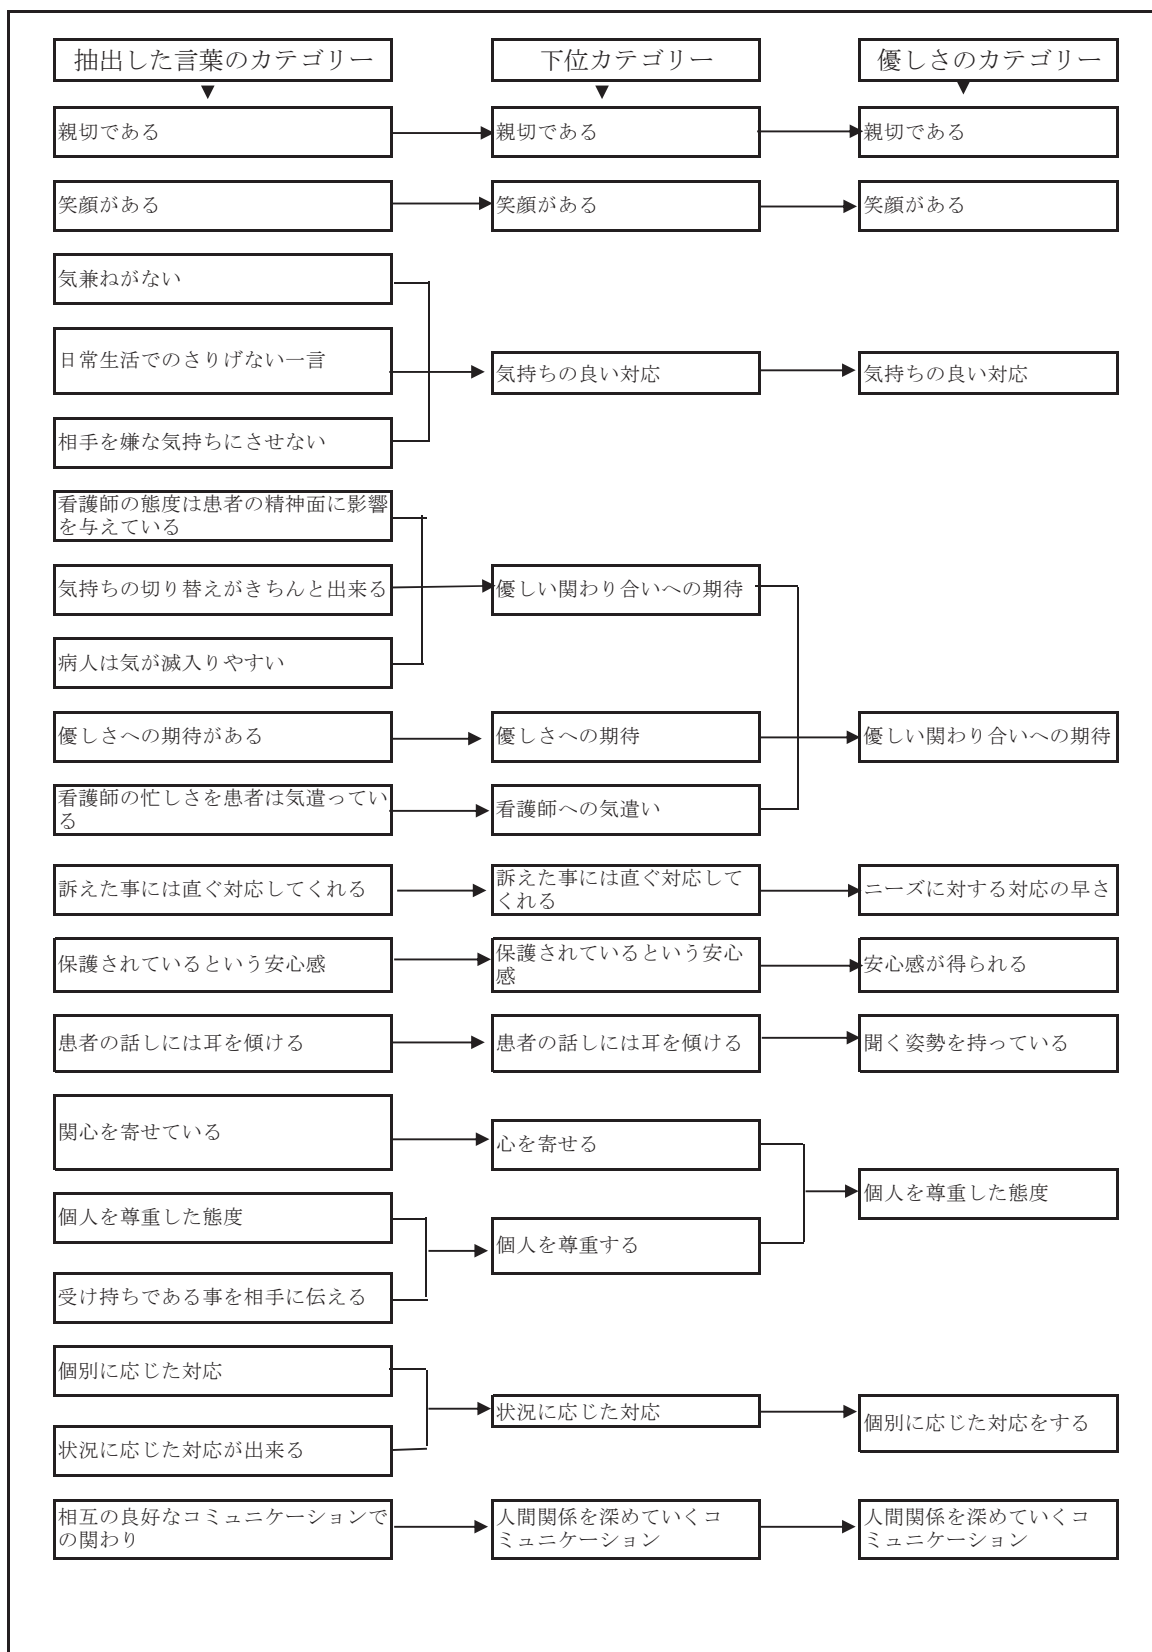 抽出した言葉のカテゴリー
下位カテゴリー
優しさのカテゴリー
親切である
親切である
親切である
笑顔がある
笑顔がある
笑顔がある
気兼ねがない
日常生活でのさりげない一言
気持ちの良い対応
気持ちの良い対応
相手を嫌な気持ちにさせない
看護師の態度は患者の精神面に影響
を与えている
気持ちの切り替えがきちんと出来る
優しい関わり合いへの期待
病人は気が滅入りやすい
優しさへの期待がある
優しさへの期待
優しい関わり合いへの期待
看護師の忙しさを患者は気遣ってい
る
看護師への気遣い
訴えた事には直ぐ対応してくれる
訴えた事には直ぐ対応して
くれる
ニーズに対する対応の早さ
保護されているという安心感
保護されているという安心
感
安心感が得られる
患者の話しには耳を傾ける
患者の話しには耳を傾ける
聞く姿勢を持っている
関心を寄せている
心を寄せる
個人を尊重した態度
個人を尊重した態度
個人を尊重する
受け持ちである事を相手に伝える
個別に応じた対応
状況に応じた対応
個別に応じた対応をする
状況に応じた対応が出来る
相互の良好なコミュニケーションで
の関わり
人間関係を深めていくコ
ミュニケーション
人間関係を深めていくコ
ミュニケーション